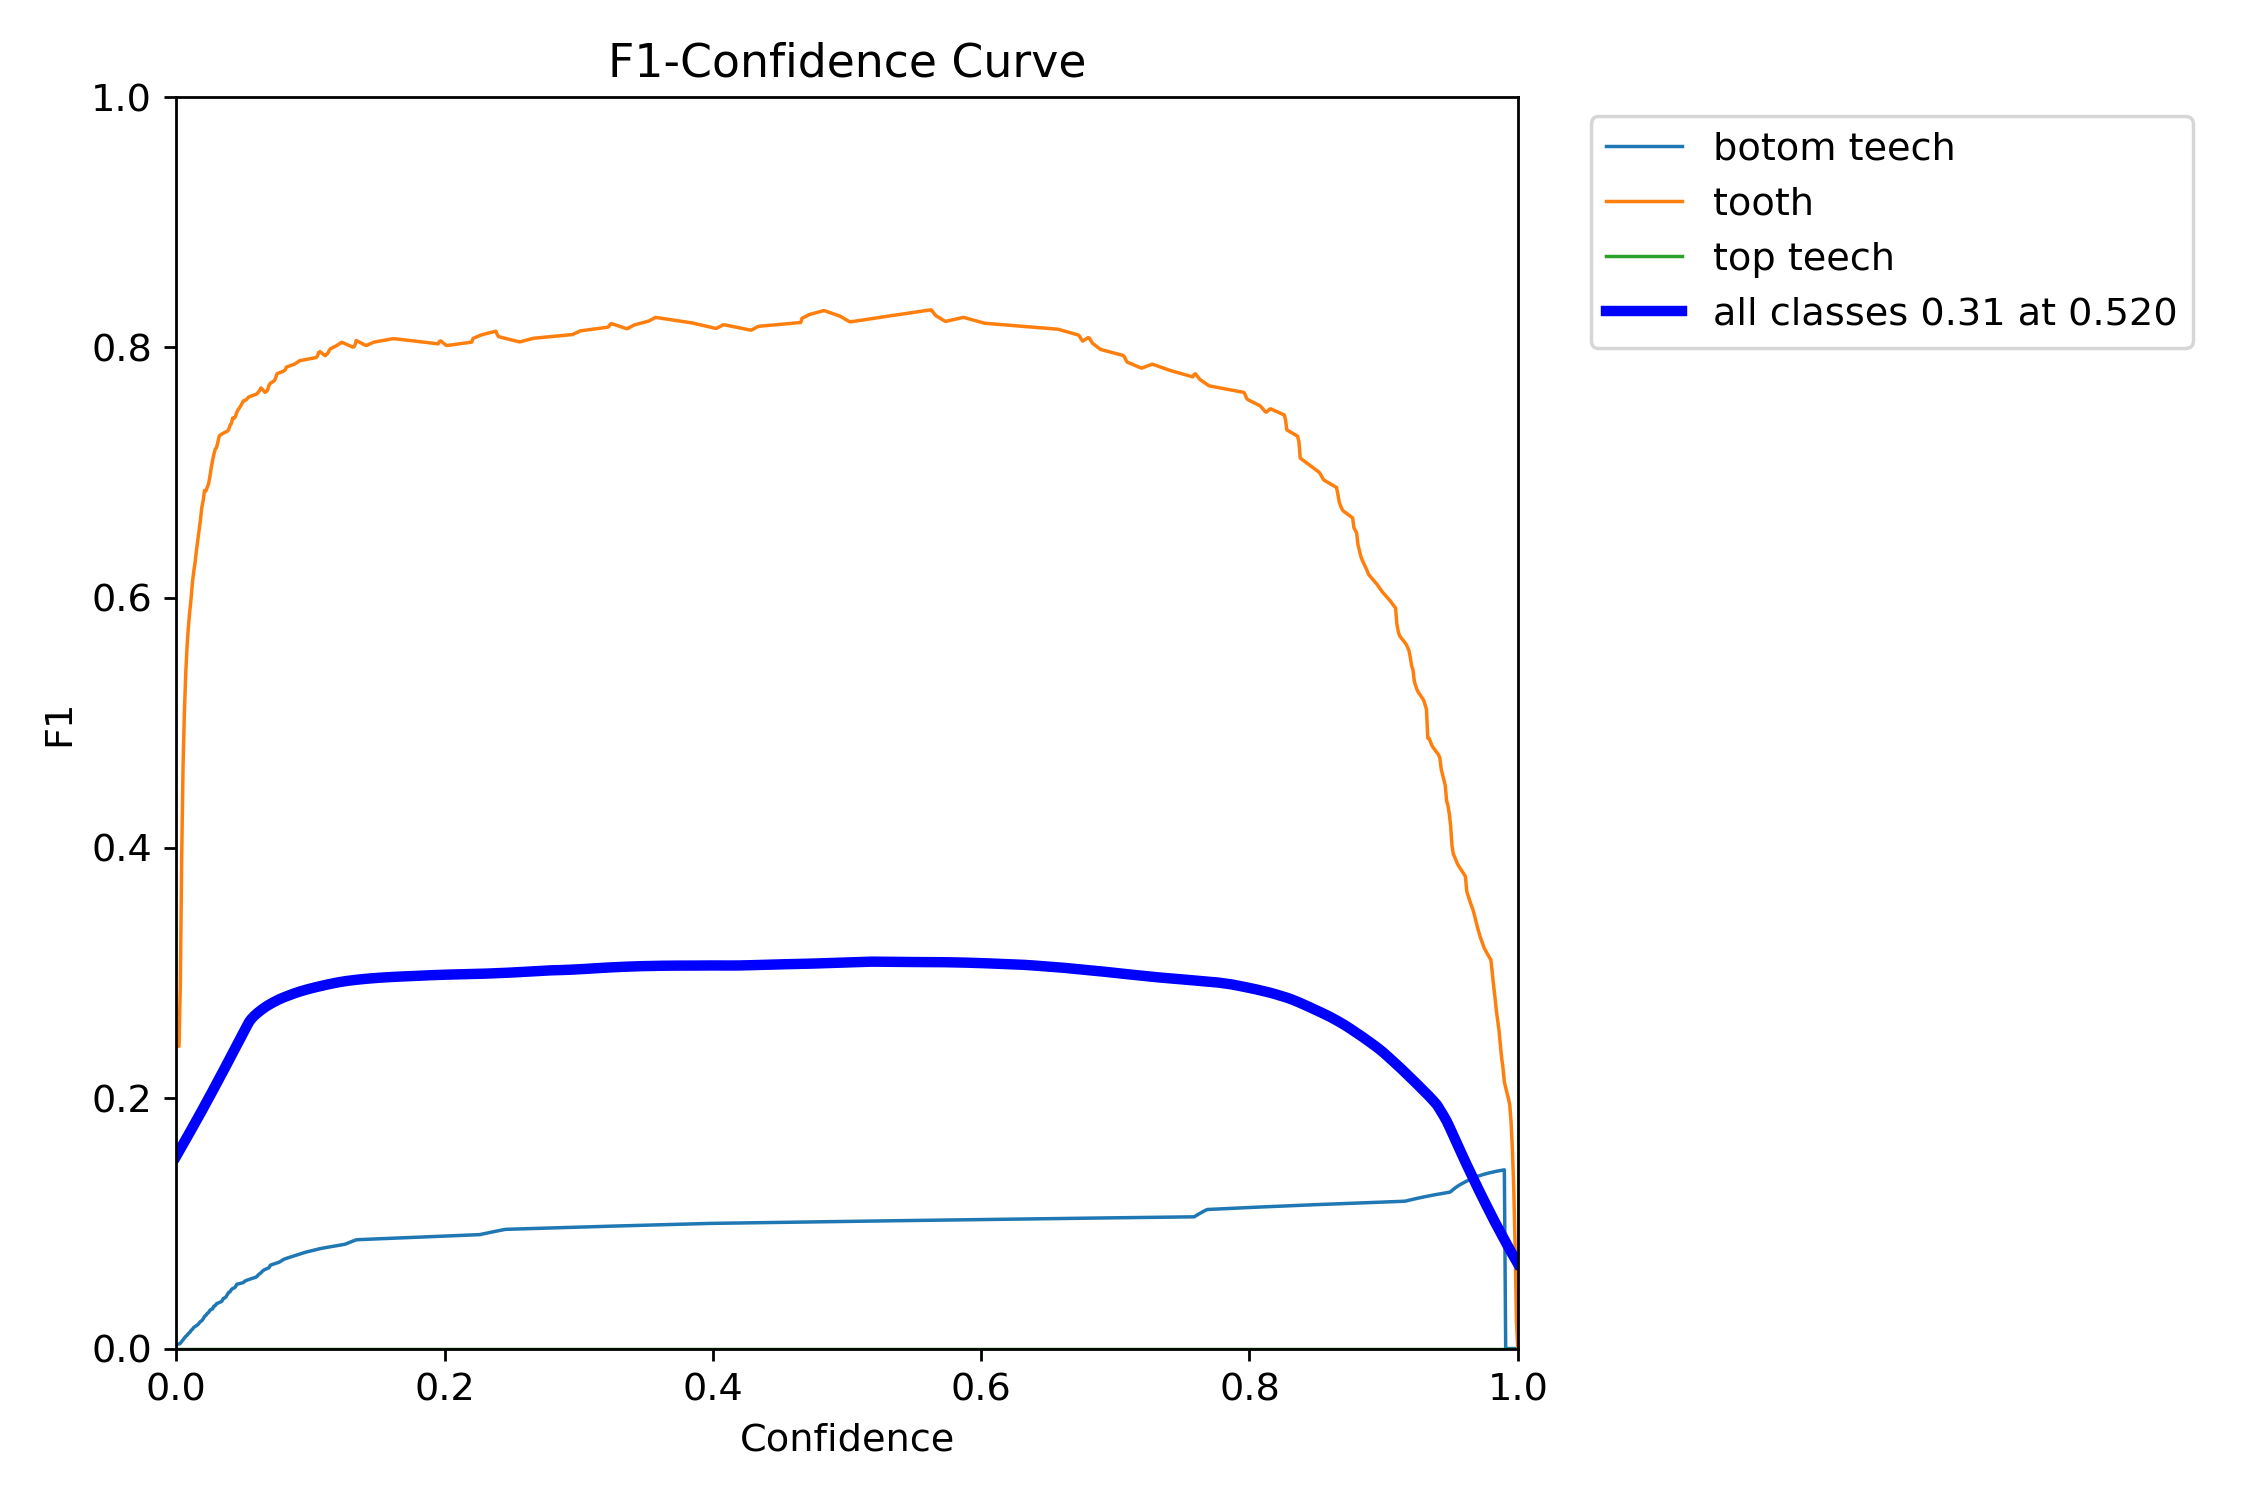 F1-Confidence Curve
1.0
0.8
0.6
0.4
0.2
0.0
F1
0.0 0.2 0.4 0.6 0.8 1.0
Confidence
botom teech
tooth
top teech
all classes 0.31 at 0.520